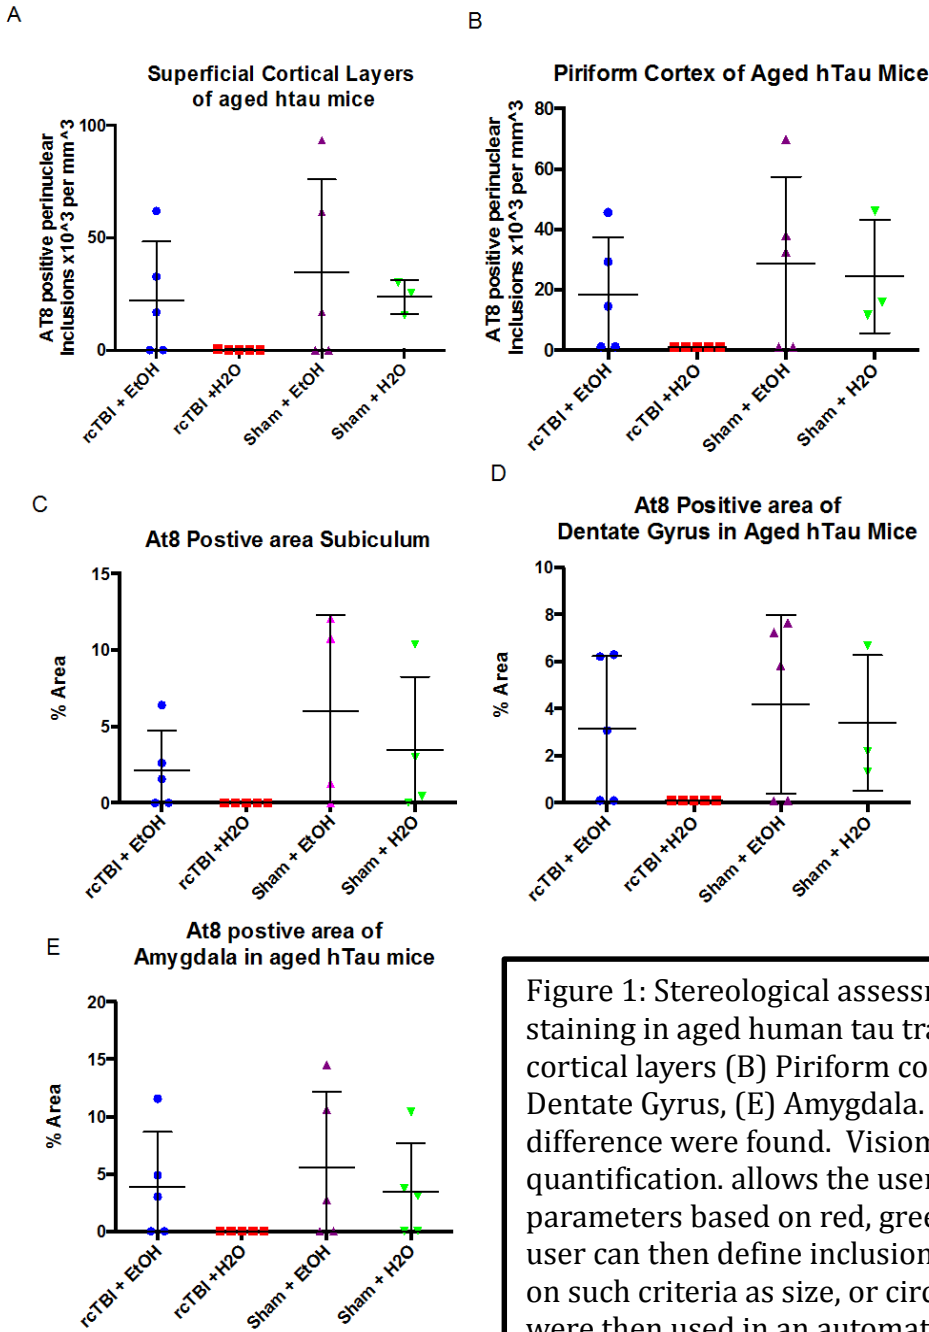 A
Superficial Cortical Layers
of aged htau mice
AT8 positive perinuclear
Inclusions x10^3 per mm^3
100
50
0
rcTBI + EtOH
rcTBI +H2O
Sham + EtOH
Sham + H2O
B
Piriform Cortex of Aged hTau Mice
AT8 positive perinuclear
Inclusions x10^3 per mm^3
80
60
40
20
0
rcTBI + EtOH
rcTBI +H2O
Sham + EtOH
Sham + H2O
C
At8 Postive area Subiculum
% Area
15
10
5
0
rcTBI + EtOH
rcTBI +H2O
Sham + EtOH
Sham + H2O
D
At8 Positive area of
Dentate Gyrus in Aged hTau Mice
% Area
10
8
6
4
2
0
rcTBI + EtOH
rcTBI +H2O
Sham + EtOH
Sham + H2O
E
At8 postive area of
Amygdala in aged hTau mice
% Area
20
15
10
5
0
rcTBI + EtOH
rcTBI +H2O
Sham + EtOH
Sham + H2O
Figure 1: Stereological
staining in aged human tau
cortical layers (B) Piriform
Dentate Gyrus, (E) Amygdala.
difference were found.
quantification. allows the user
parameters based on red,
user can then define
on such criteria as size, or
were then used in an